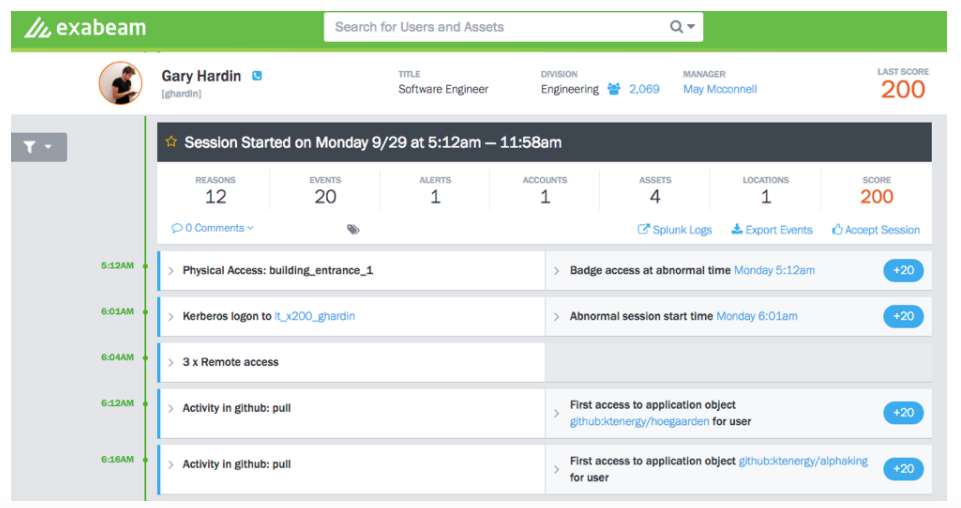 exabeam
Search for Users and Assets
Gary Hardin
[ghardin]
TITLE
Software Engineer
DIVISION
Engineering 2,069
MANAGER
May Mcconnell
LAST SCORE
200
Session Started on Monday 9/29 at 5:12am — 11:58am
REASONS
12
EVENTS
20
ALERTS
1
ACCOUNTS
1
ASSETS
4
LOCATIONS
1
SCORE
200
0 Comments
Splunk Logs
Export Events
Accept Session
5:12AM
Physical Access: building_entrance_1
Badge access at abnormal time Monday 5:12am
+20
6:01AM
Kerberos logon to lt_x200_ghardin
Abnormal session start time Monday 6:01am
+20
6:04AM
3 x Remote access
6:12AM
Activity in github: pull
First access to application object
github:ktenergy/hoegaarden for user
+20
6:16AM
Activity in github: pull
First access to application object github:ktenergy/alphaking
for user
+20